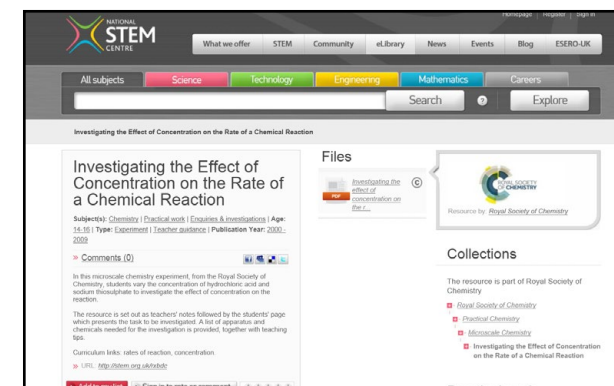 Homepage | Register | Sign in
NATIONAL
STEM
CENTRE
What we offer STEM Community eLibrary News Events Blog ESERO-UK
All subjects Science Technology Engineering Mathematics Careers
Search ? Explore
Investigating the Effect of Concentration on the Rate of a Chemical Reaction
Investigating the Effect of
Concentration on the Rate of
a Chemical Reaction
Subject(s): Chemistry | Practical work | Enquiries & investigations | Age:
14-16 | Type: Experiment | Teacher guidance | Publication Year: 2000 -
2009
» Comments (0)
In this microscale chemistry experiment, from the Royal Society of
Chemistry, students vary the concentration of hydrochloric acid and
sodium thiosulphate to investigate the effect of concentration on the
reaction.
The resource is set out as teachers' notes followed by the students' page
which presents the task to be investigated. A list of apparatus and
chemicals needed for the investigation is provided, together with teaching
tips.
Curriculum links: rates of reaction, concentration
» URL: http://stem.org.uk/rxbdc
Files
PDF
Investigating the
effect of
concentration on
the r...
©
ROYAL SOCIETY
OF CHEMISTRY
Resource by: Royal Society of Chemistry
Collections
The resource is part of Royal Society of
Chemistry
Royal Society of Chemistry
Practical Chemistry
Microscale Chemistry
Investigating the Effect of Concentration
on the Rate of a Chemical Reaction